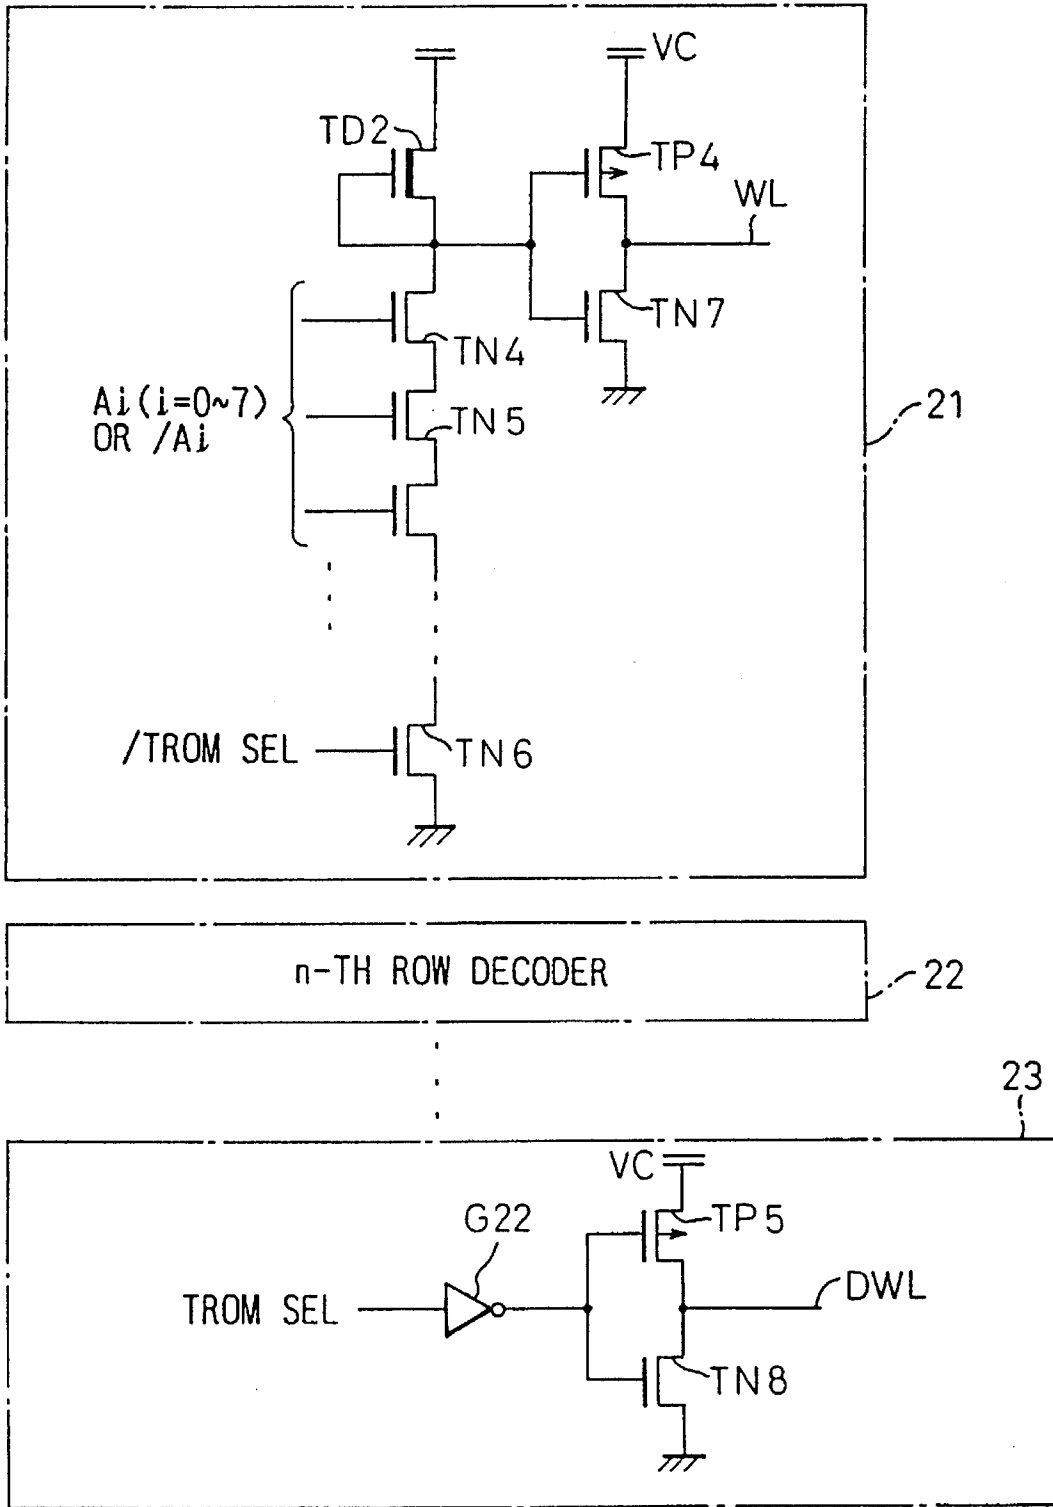 VC
TD2
TP4
WL
TN7
TN4
Ai(i=0~7)
OR /Ai
TN5
21
/TROM SEL
TN6
n-TH ROW DECODER
22
23
VC
TP5
G22
DWL
TROM SEL
TN8